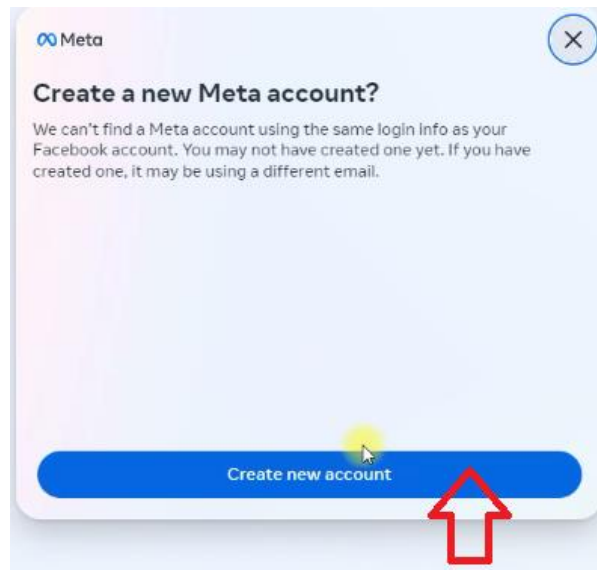 Meta
Create a new Meta account?
We can't find a Meta account using the same login info as your
Facebook account. You may not have created one yet. If you have
created one, it may be using a different email.
Create new account